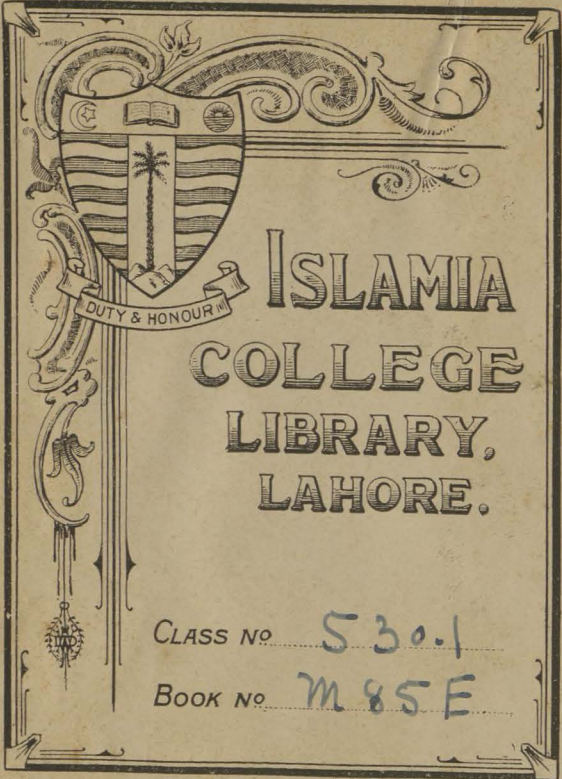 DUTY & HONOUR
ISLAMIA
COLLEGE
LIBRARY,
LAHORE.
CLASS NO 530.1
BOOK NO M85E